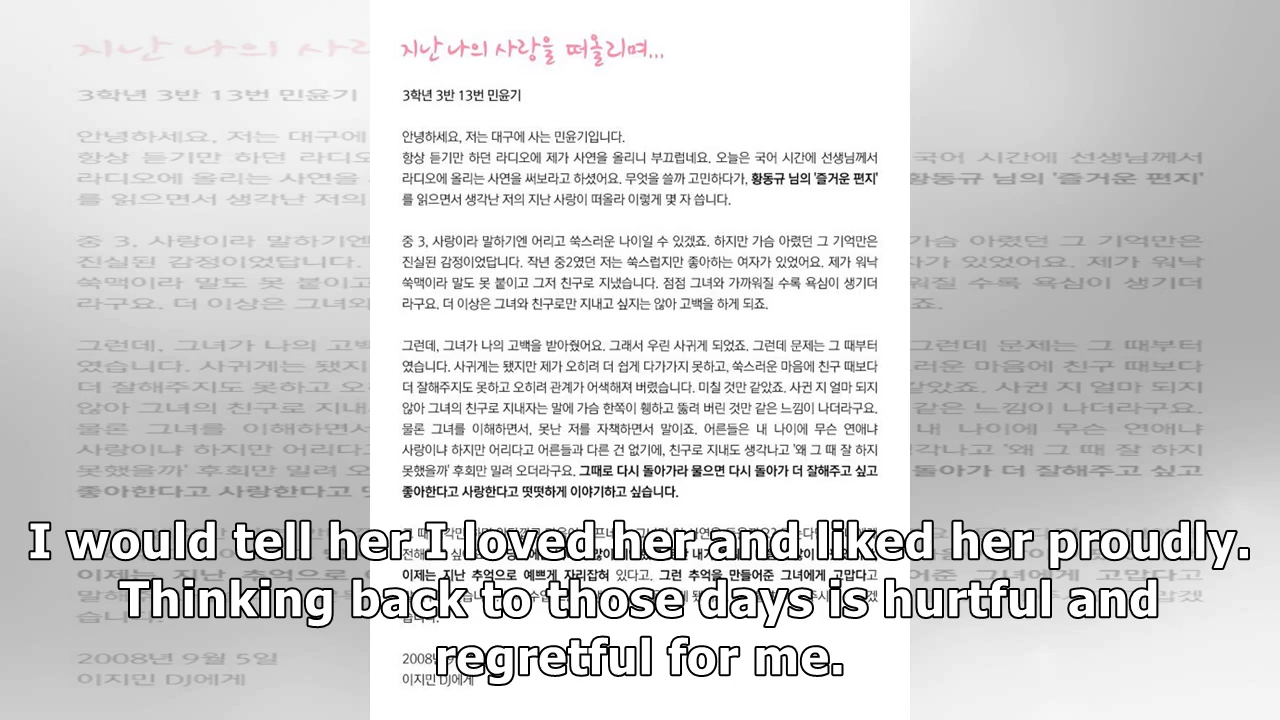 지난 나의 사랑을 떠올리며...
3학년 3반 13번 민윤기
안녕하세요, 저는 대구에 사는 민윤기입니다.
항상 듣기만 하던 라디오에 제가 사연을 올리니 부끄럽네요. 오늘은 국어 시간에 선생님께서
라디오에 올리는 사연을 써보라고 하셨어요. 무엇을 쓸까 고민하다가, 황동규 님의 '즐거운 편지'
를 읽으면서 생각난 저의 지난 사랑이 떠올라 이렇게 몇 자 씁니다.
중 3, 사랑이라 말하기엔 어리고 쑥스러운 나이일 수 있겠죠. 하지만 가슴 아렸던 그 기억만은
진실된 감정이었답니다. 작년 중2였던 저는 쑥스럽지만 좋아하는 여자가 있었어요. 제가 워낙
쑥맥이라 말도 못 붙이고 그저 친구로 지냈습니다. 점점 그녀와 가까워질 수록 욕심이 생기더
라구요. 더 이상은 그녀와 친구로만 지내고 싶지는 않아 고백을 하게 되죠.
그런데, 그녀가 나의 고백을 받아줬어요. 그래서 우린 사귀게 되었죠. 그런데 문제는 그 때부터
였습니다. 사귀게는 됐지만 제가 오히려 더 쉽게 다가가지 못하고, 쑥스러운 마음에 친구 때보다
더 잘해주지도 못하고 오히려 관계가 어색해져 버렸습니다. 미칠 것만 같았죠. 사귄 지 얼마 되지
않아 그녀의 친구로 지내자는 말에 가슴 한쪽이 휑하고 뚫려 버린 것만 같은 느낌이 나더라구요.
물론 그녀를 이해하면서, 못난 저를 자책하면서 말이죠. 어른들은 내 나이에 무슨 연애냐
사랑이냐 하지만 어리다고 어른들과 다른 건 없기에, 친구로 지내도 생각나고 '왜 그 때 잘 하지
못했을까' 후회만 밀려 오더라구요. 그때로 다시 돌아가라 물으면 다시 돌아가 더 잘해주고 싶고
좋아한다고 사랑한다고 떳떳하게 이야기하고 싶습니다.
I would tell her I loved her and liked her proudly.
이제는 지난 추억으로 예쁘게 자리잡혀 있다고. 그런 추억을 만들어준 그녀에게 고맙다고
Thinking back to those days is hurtful and
2008년 9월 5일
regretful for me.
이지민 DJ에게